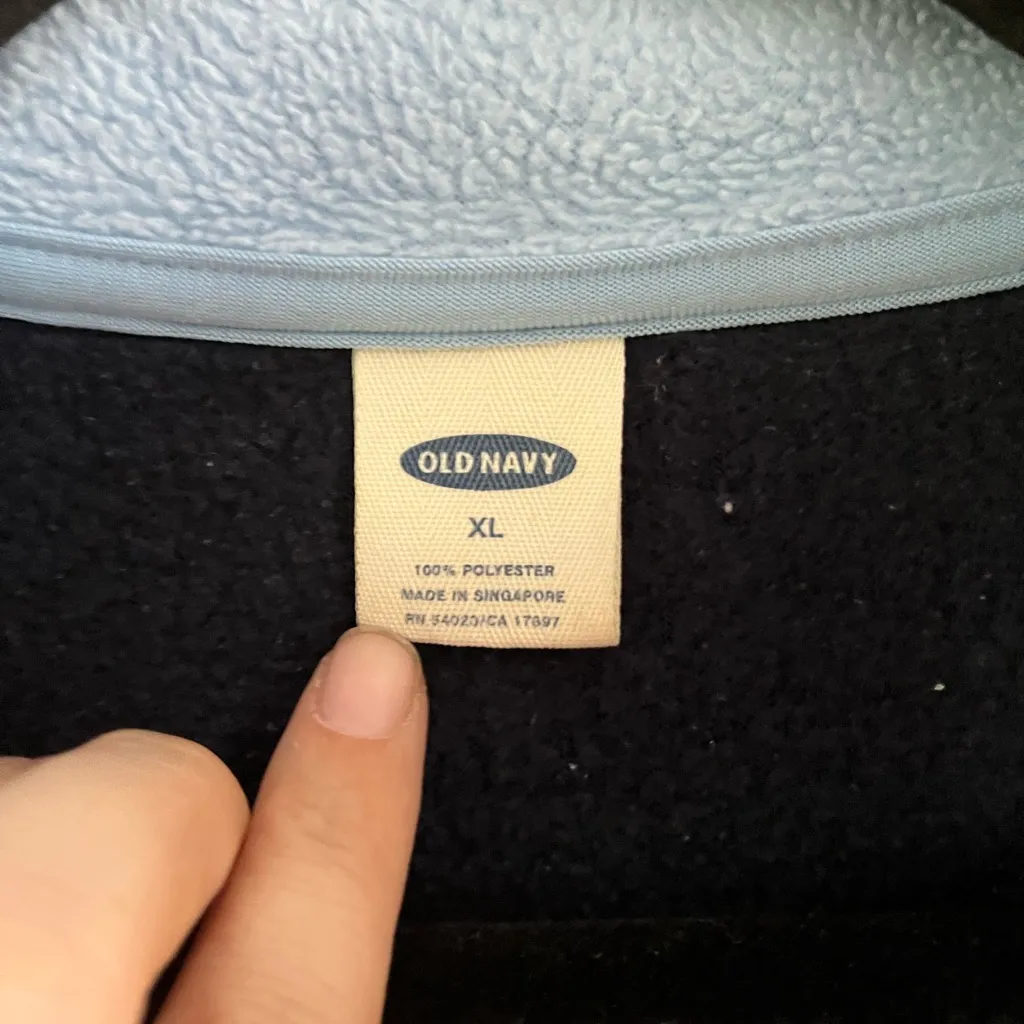 OLD NAVY
XL
100% POLYESTER
MADE IN SINGAPORE
RN 54023/CA 17897